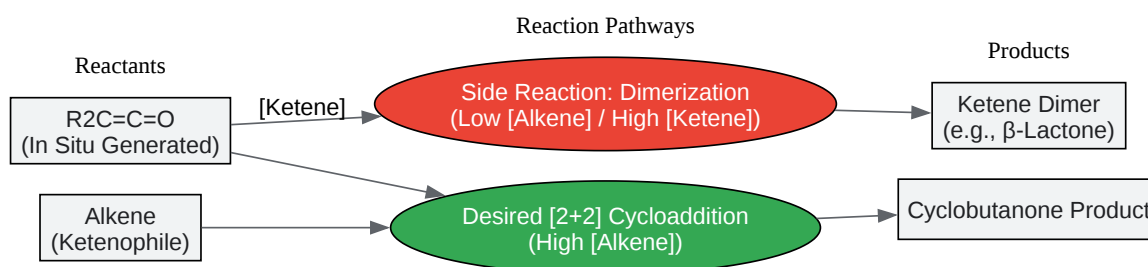 Reaction Pathways
Reactants
Products
R2C=C=O
(In Situ Generated)
[Ketene]
Side Reaction: Dimerization
(Low [Alkene] / High [Ketene])
Ketene Dimer
(e.g., β-Lactone)
Alkene
(Ketenophile)
Desired [2+2] Cycloaddition
(High [Alkene])
Cyclobutanone Product